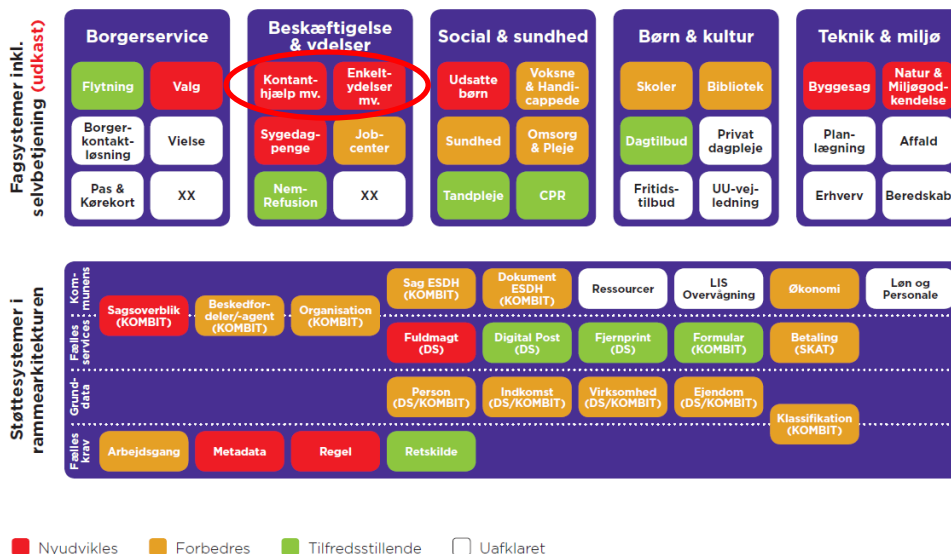 Fagsystemer inkl.
selvbetjening (udkast)
Borgerservice
Flytning
Valg
Borger-
kontakt-
løsning
Vielse
Pas &
Kørekort
XX
Beskæftigelse
& ydelser
Kontant-
hjælp mv.
Enkelt-
ydelser
mv.
Sygedag-
penge
Job-
center
Nem-
Refusion
XX
Social & sundhed
Udsatte
børn
Voksne
& Handi-
cappede
Sundhed
Omsorg
& Pleje
Tandpleje
CPR
Børn & kultur
Skoler
Bibliotek
Dagtilbud
Privat
dagpleje
Fritids-
tilbud
UU-vej-
ledning
Teknik & miljø
Byggesag
Natur &
Miljøgod-
kendelse
Plan-
lægning
Affald
Erhverv
Beredskab
Støttesystemer i
rammearkitekturen
Kom-
munens
Fælles
services
Grund-
data
Fælles
krav
Sagsoverblik
(KOMBIT)
Beskedfor-
deler/-agent
(KOMBIT)
Organisation
(KOMBIT)
Sag ESDH
(KOMBIT)
Dokument
ESDH
(KOMBIT)
Ressourcer
LIS
Overvågning
Økonomi
Løn og
Personale
Fuldmagt
(DS)
Digital Post
(DS)
Fjernprint
(DS)
Formular
(KOMBIT)
Betaling
(SKAT)
Person
(DS/KOMBIT)
Indkomst
(DS/KOMBIT)
Virksomhed
(DS/KOMBIT)
Ejendom
(DS/KOMBIT)
Klassifikation
(KOMBIT)
Arbejdsgang
Metadata
Regel
Retskilde
Nyudvikles
Forbedres
Tilfredsstillende
Uafklaret